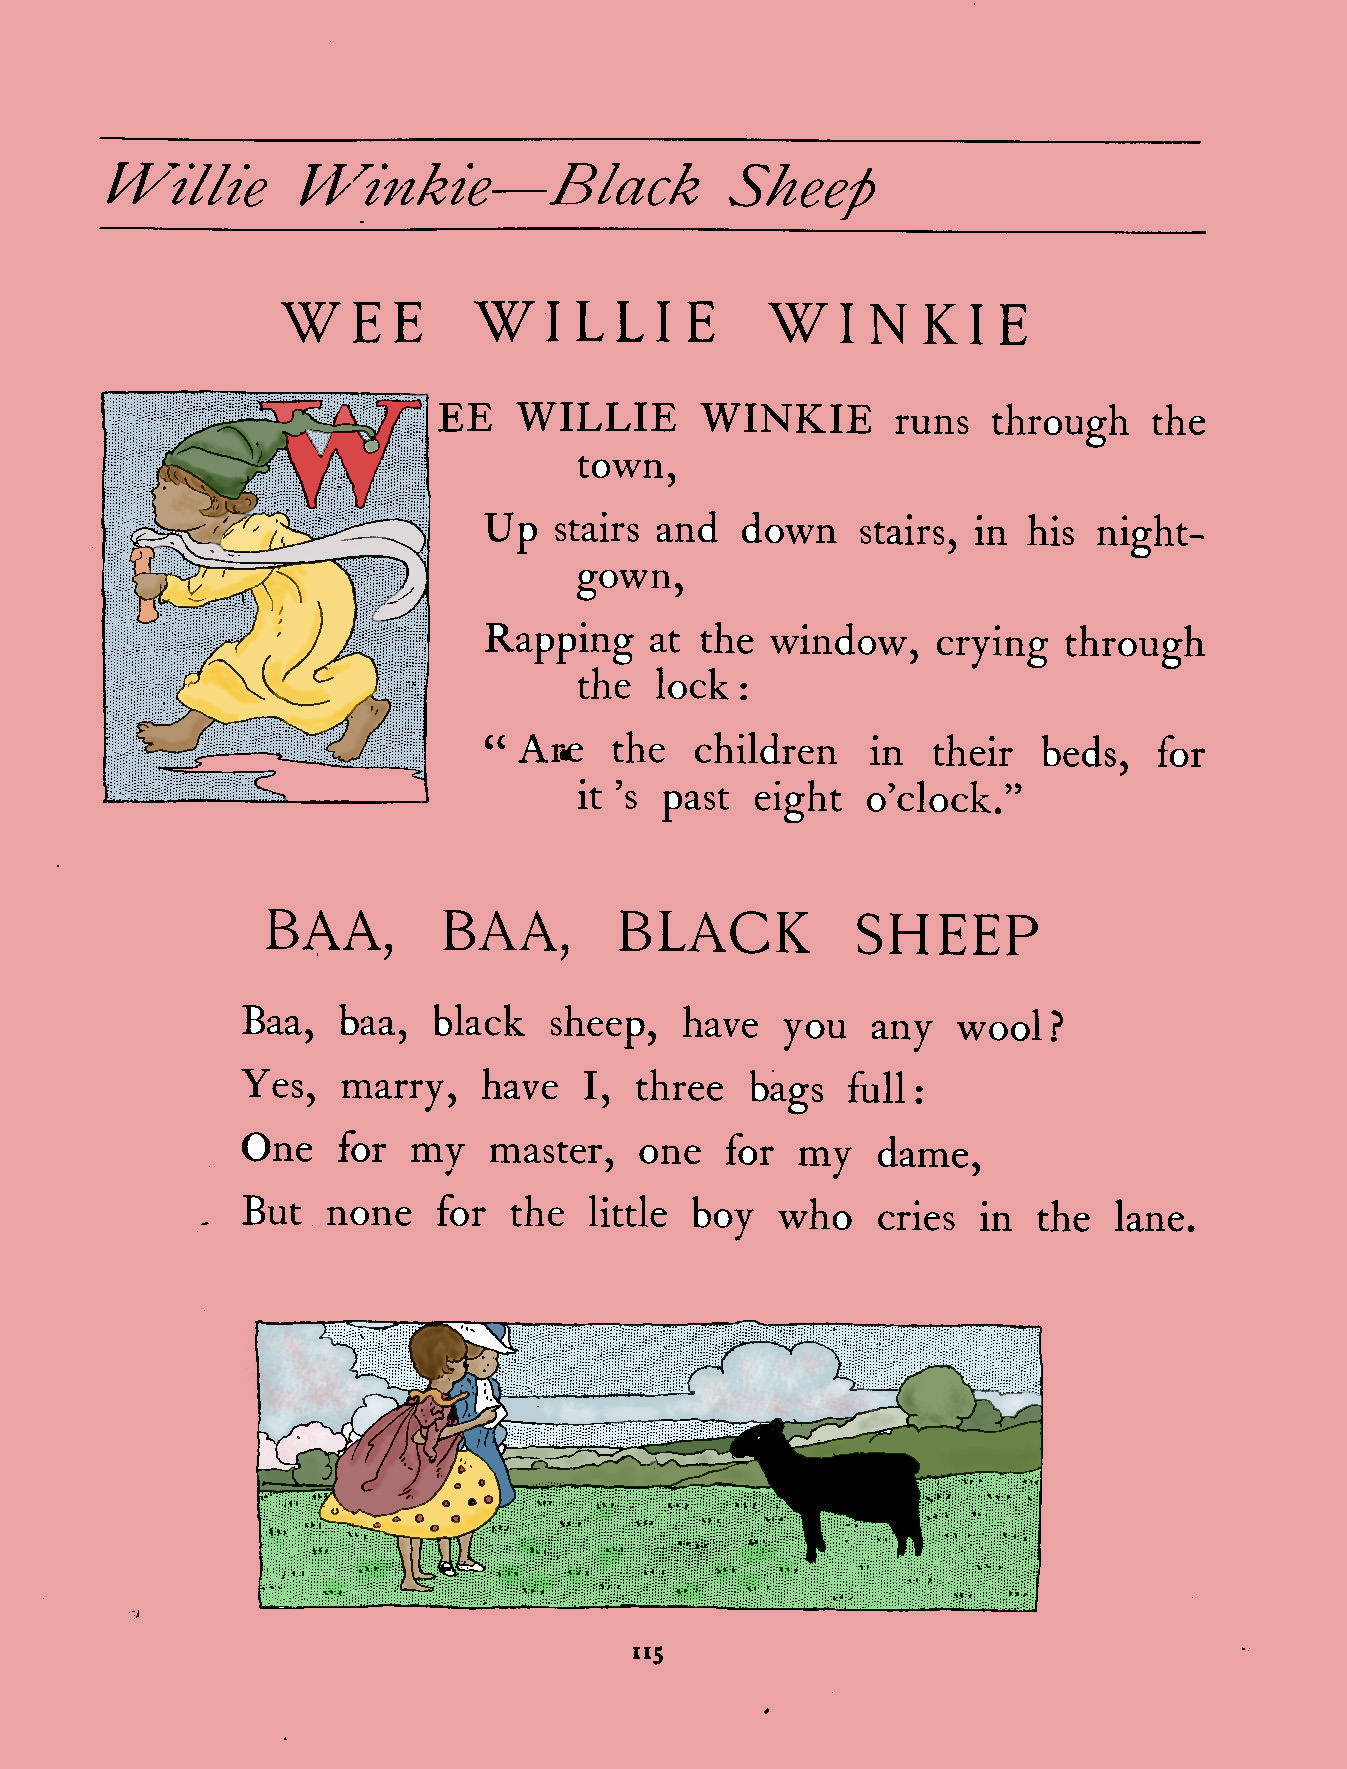 Willie Winkie—Black Sheep
WEE WILLIE WINKIE
WEE WILLIE WINKIE runs through the
town,
Up stairs and down stairs, in his night-
gown,
Rapping at the window, crying through
the lock :
“ Are the children in their beds, for
it ’s past eight o’clock.”
BAA, BAA, BLACK SHEEP
Baa, baa, black sheep, have you any wool?
Yes, marry, have I, three bags full :
One for my master, one for my dame,
But none for the little boy who cries in the lane.
115